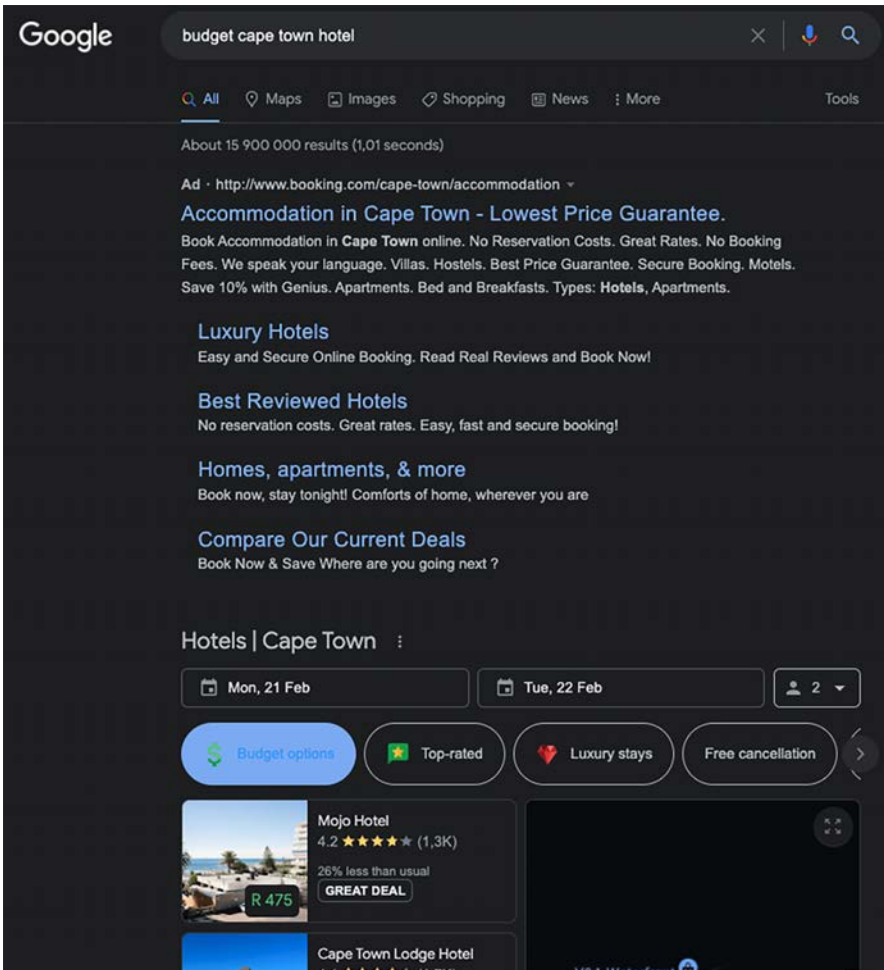 Google
budget cape town hotel
All Maps Images Shopping News More Tools
About 15 900 000 results (1,01 seconds)
Ad · http://www.booking.com/cape-town/accommodation
Accommodation in Cape Town - Lowest Price Guarantee.
Book Accommodation in Cape Town online. No Reservation Costs. Great Rates. No Booking
Fees. We speak your language. Villas. Hostels. Best Price Guarantee. Secure Booking. Motels.
Save 10% with Genius. Apartments. Bed and Breakfasts. Types: Hotels, Apartments.
Luxury Hotels
Easy and Secure Online Booking. Read Real Reviews and Book Now!
Best Reviewed Hotels
No reservation costs. Great rates. Easy, fast and secure booking!
Homes, apartments, & more
Book now, stay tonight! Comforts of home, wherever you are
Compare Our Current Deals
Book Now & Save Where are you going next ?
Hotels | Cape Town
Mon, 21 Feb Tue, 22 Feb 2
Budget options Top-rated Luxury stays Free cancellation
Mojo Hotel
4.2 (1,3K)
26% less than usual
GREAT DEAL
R 475
Cape Town Lodge Hotel